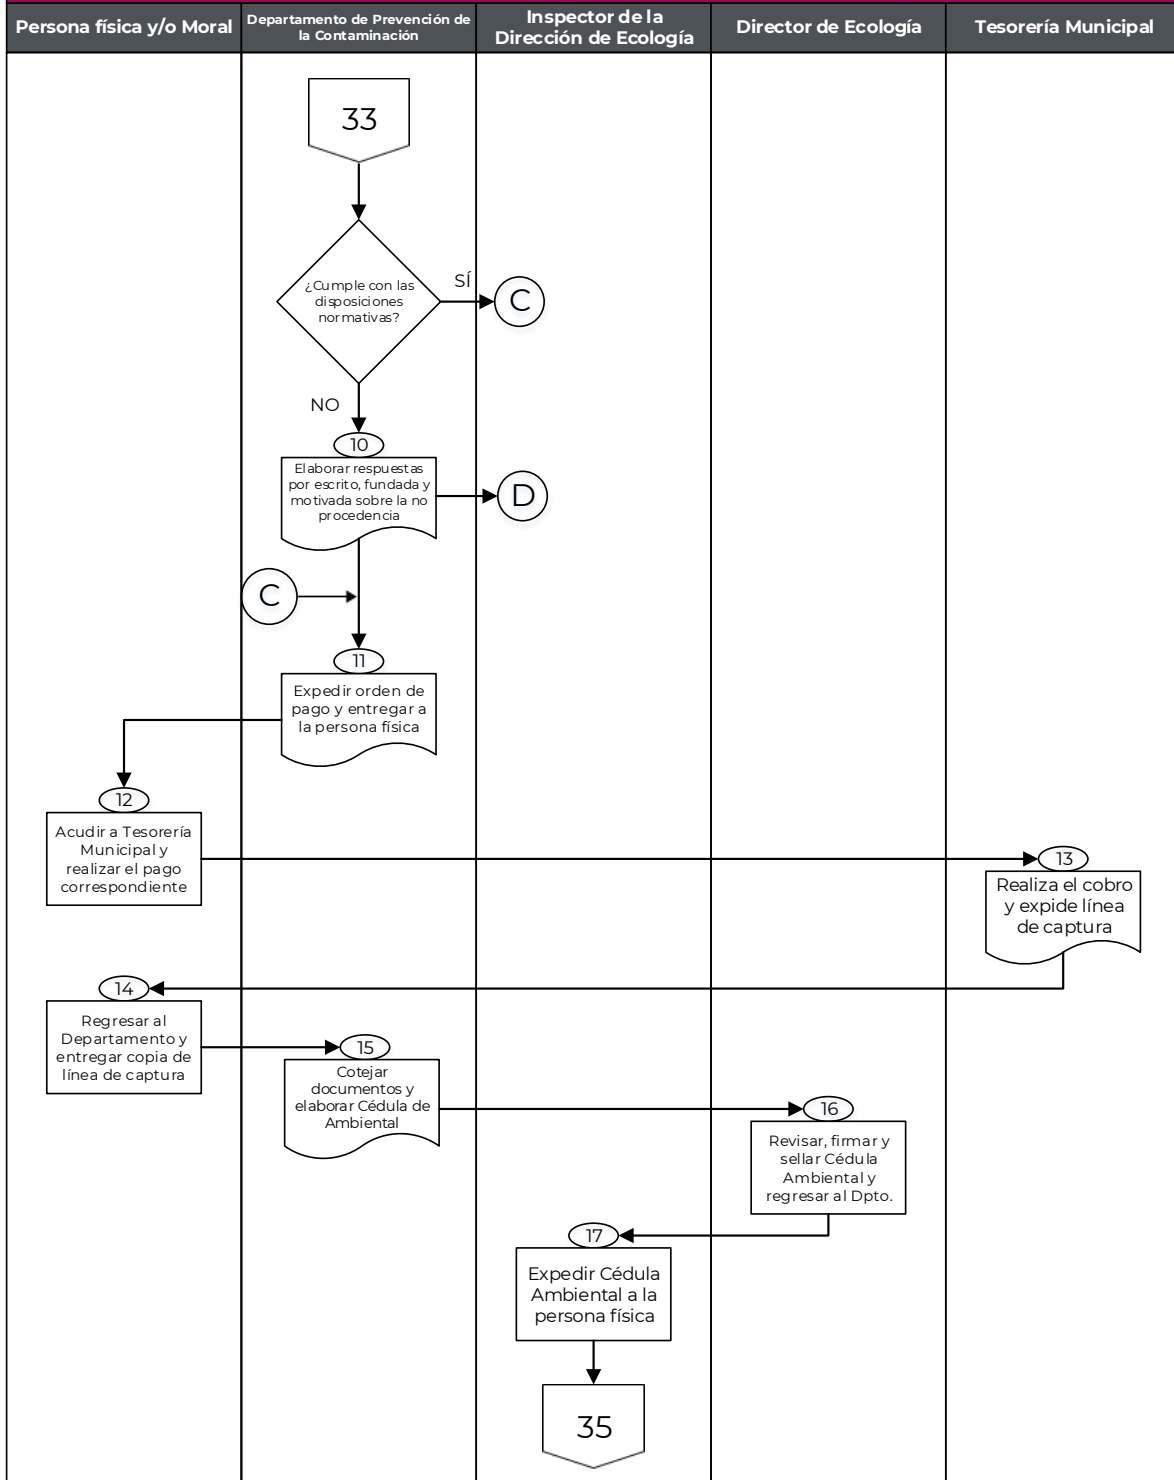 Persona física y/o Moral
Departamento de Prevención de
la Contaminación
Inspector de la
Dirección de Ecología
Director de Ecología
Tesorería Municipal
33
¿Cumple con las
disposiciones
normativas?
SÍ
C
NO
10
Elaborar respuestas
por escrito, fundada y
motivada sobre la no
procedencia
D
C
11
Expedir orden de
pago y entregar a
la persona física
12
Acudir a Tesorería
Municipal y
realizar el pago
correspondiente
13
Realiza el cobro
y expide línea
de captura
14
Regresar al
Departamento y
entregar copia de
línea de captura
15
Cotejar
documentos y
elaborar Cédula de
Ambiental
16
Revisar, firmar y
sellar Cédula
Ambiental y
regresar al Dpto.
17
Expedir Cédula
Ambiental a la
persona física
35